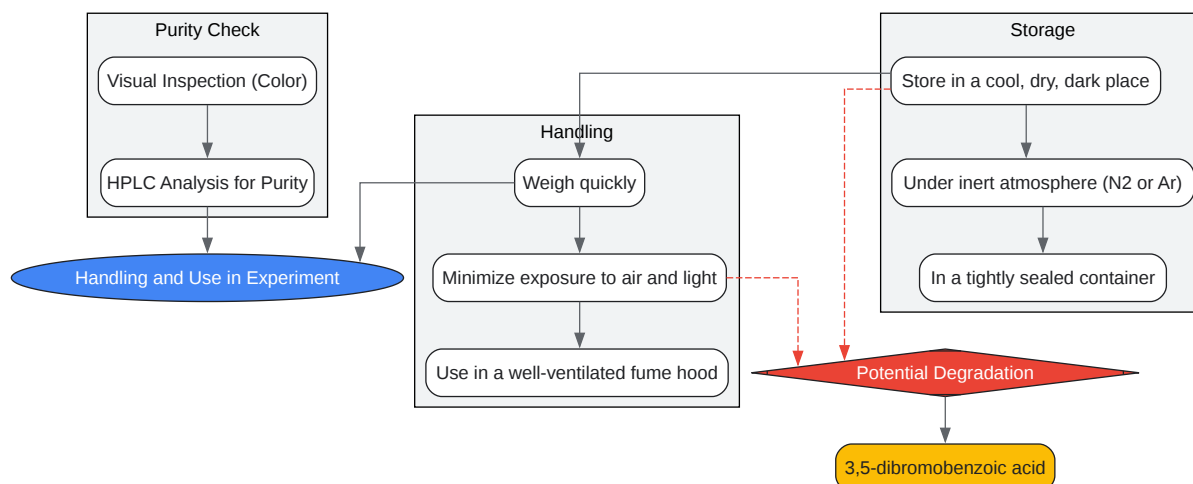 Purity Check
Visual Inspection (Color)
HPLC Analysis for Purity
Handling and Use in Experiment
Handling
Weigh quickly
Minimize exposure to air and light
Use in a well-ventilated fume hood
Storage
Store in a cool, dry, dark place
Under inert atmosphere (N2 or Ar)
In a tightly sealed container
Potential Degradation
3,5-dibromobenzoic acid